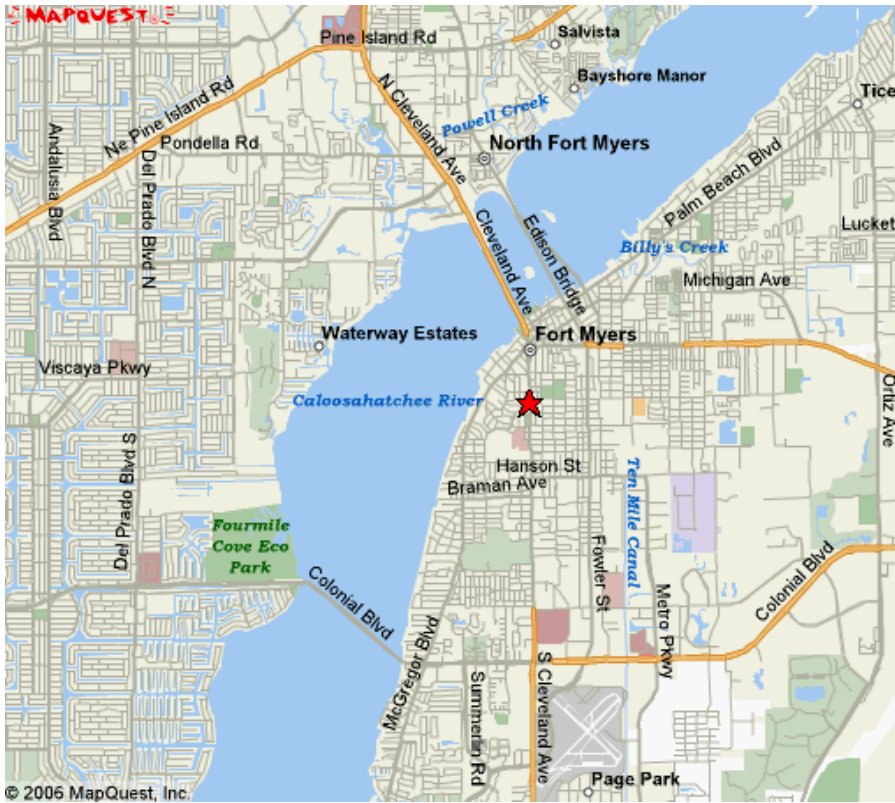 MAPQUEST
Pine Island Rd
Salvista
Bayshore Manor
Tice
Ne Pine Island Rd
N Cleveland Ave
Powell Creek
Andalusia Blvd
Pondella Rd
North Fort Myers
Palm Beach Blvd
Del Prado Blvd N
Cleveland Ave
Edison Bridge
Billy's Creek
Lucket
Michigan Ave
Waterway Estates
Fort Myers
Viscaya Pkwy
Caloosahatchee River
Ortiz Ave
Del Prado Blvd S
Hanson St
Braman Ave
Ten Mile Canal
Fourmile
Cove Eco
Park
Fowler St
Colonial Blvd
Colonial Blvd
Metro Pkwy
McGregor Blvd
Summerlin Rd
S Cleveland Ave
Page Park
© 2006 MapQuest, Inc.